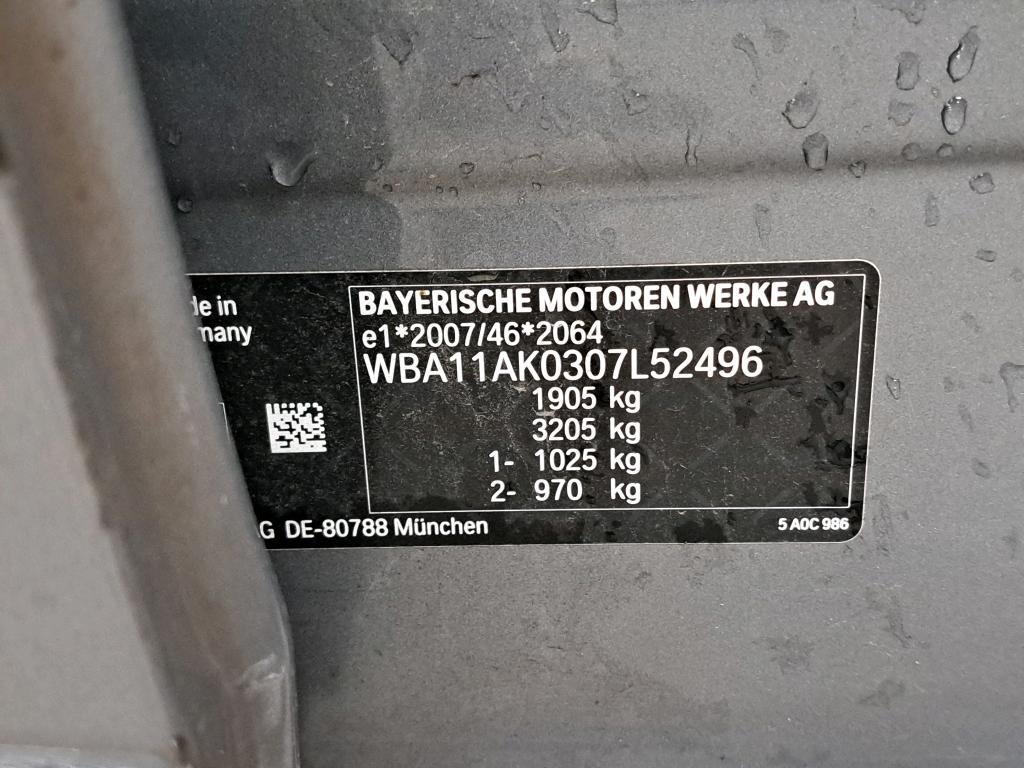 de in
many
BAYERISCHE MOTOREN WERKE AG
e1*2007/46*2064
WBA11AK0307L52496
1905 kg
3205 kg
1- 1025 kg
2- 970 kg
G DE-80788 München
5 A0C 986